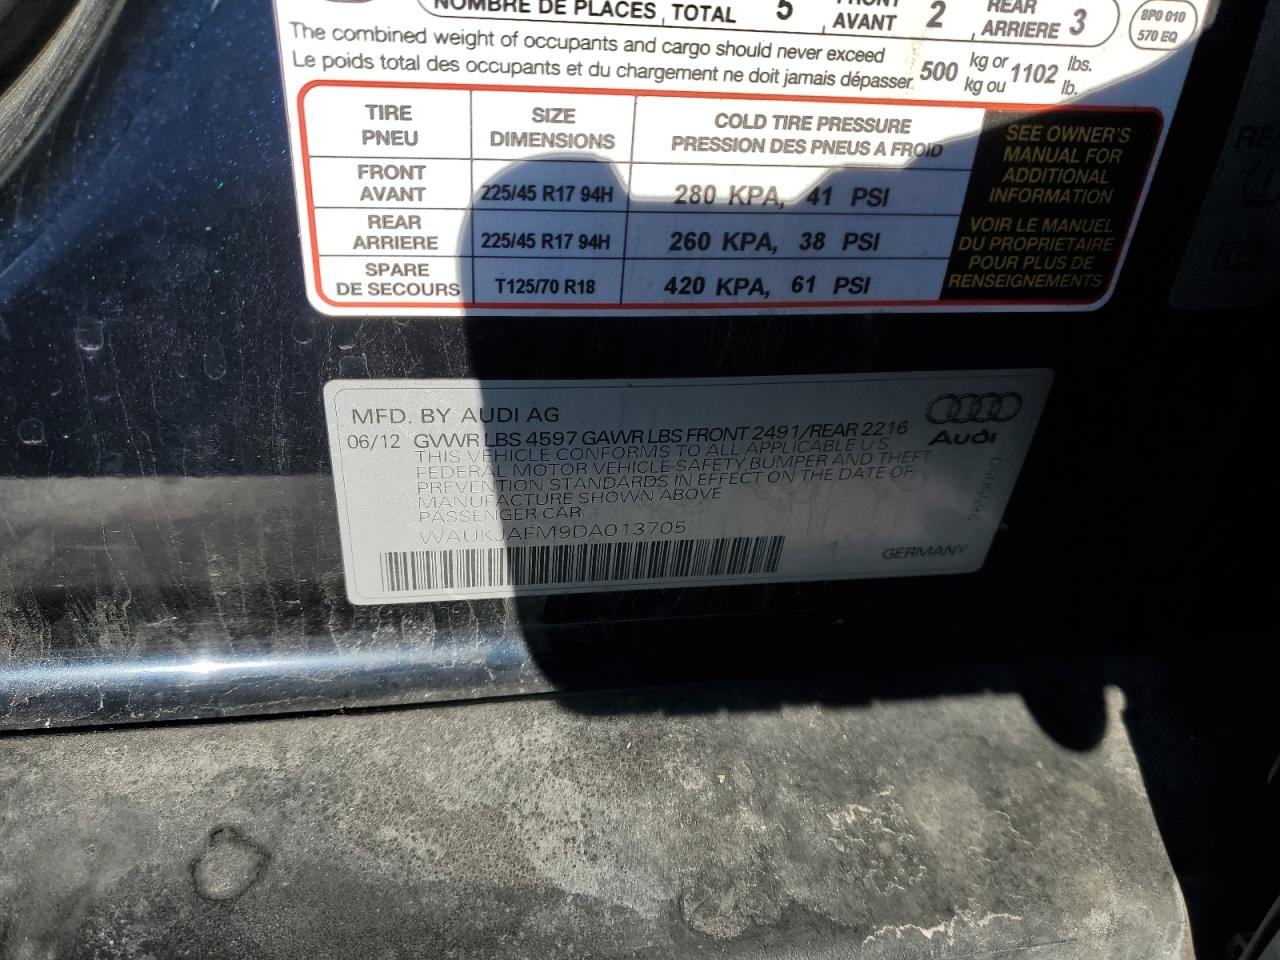 NOMBRE DE PLACES, TOTAL 5, AVANT 2, ARRIERE 3
REAR
8P0 010
570 EQ
The combined weight of occupants and cargo should never exceed
Le poids total des occupants et du chargement ne doit jamais dépasser
500 kg or 1102 lbs.
kg ou lb.
TIRE SIZE COLD TIRE PRESSURE
PNEU DIMENSIONS PRESSION DES PNEUS A FROID
FRONT
AVANT 225/45 R17 94H 280 KPA, 41 PSI
REAR
ARRIERE 225/45 R17 94H 260 KPA, 38 PSI
SPARE
DE SECOURS T125/70 R18 420 KPA, 61 PSI
SEE OWNER'S
MANUAL FOR
ADDITIONAL
INFORMATION
VOIR LE MANUEL
DU PROPRIETAIRE
POUR PLUS DE
RENSEIGNEMENTS
MFD. BY AUDI AG
06/12 GVWR LBS 4597 GAWR LBS FRONT 2491/REAR 2216
THIS VEHICLE CONFORMS TO ALL APPLICABLE U.S.
FEDERAL MOTOR VEHICLE SAFETY, BUMPER AND THEFT
PREVENTION STANDARDS IN EFFECT ON THE DATE OF
MANUFACTURE SHOWN ABOVE
PASSENGER CAR
WAUKJAFM9DA013705
Audi
GERMANY